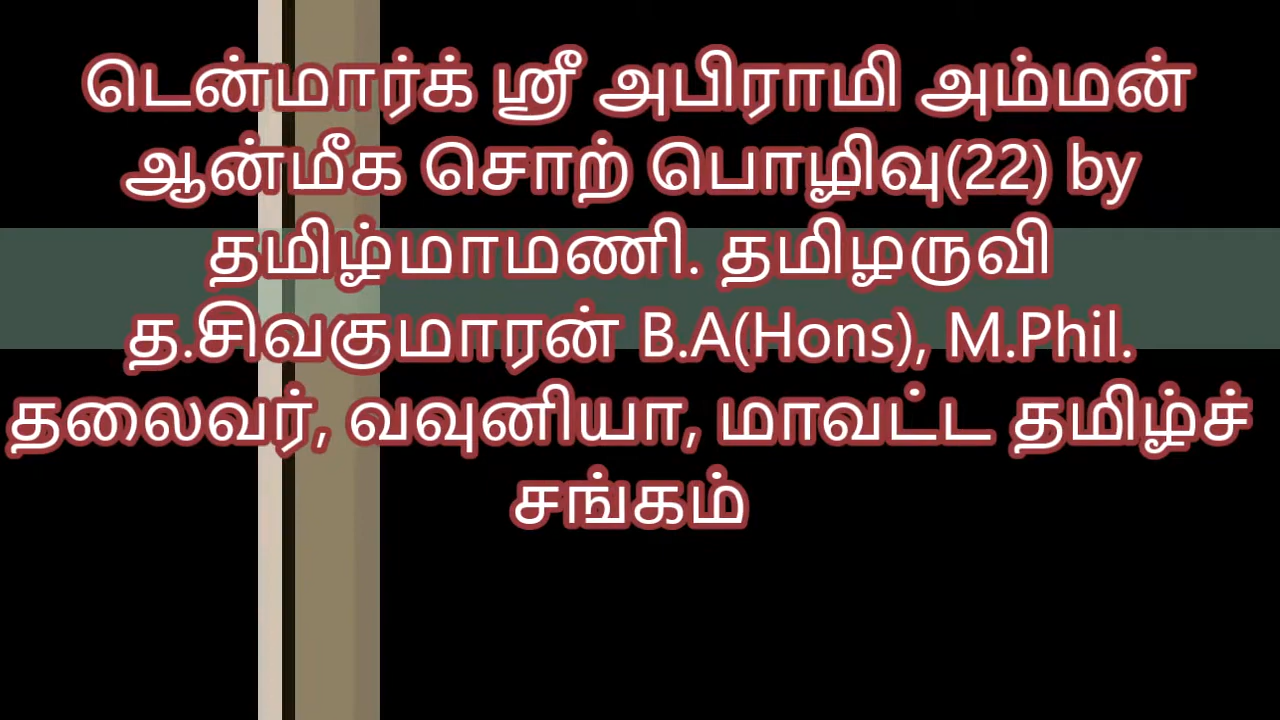 டென்மார்க் ஸ்ரீ அபிராமி அம்மன்
ஆன்மீக சொற் பொழிவு(22) by
தமிழ்மாமணி. தமிழருவி
த.சிவகுமாரன் B.A(Hons), M.Phil.
தலைவர், வவுனியா, மாவட்ட தமிழ்ச்
சங்கம்